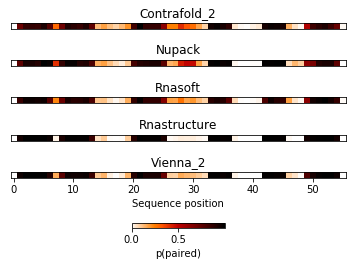 Contrafold_2
Nupack
Rnasoft
Rnastructure
Vienna_2
0 10 20 30 40 50
Sequence position
0.0 0.5
p(paired)